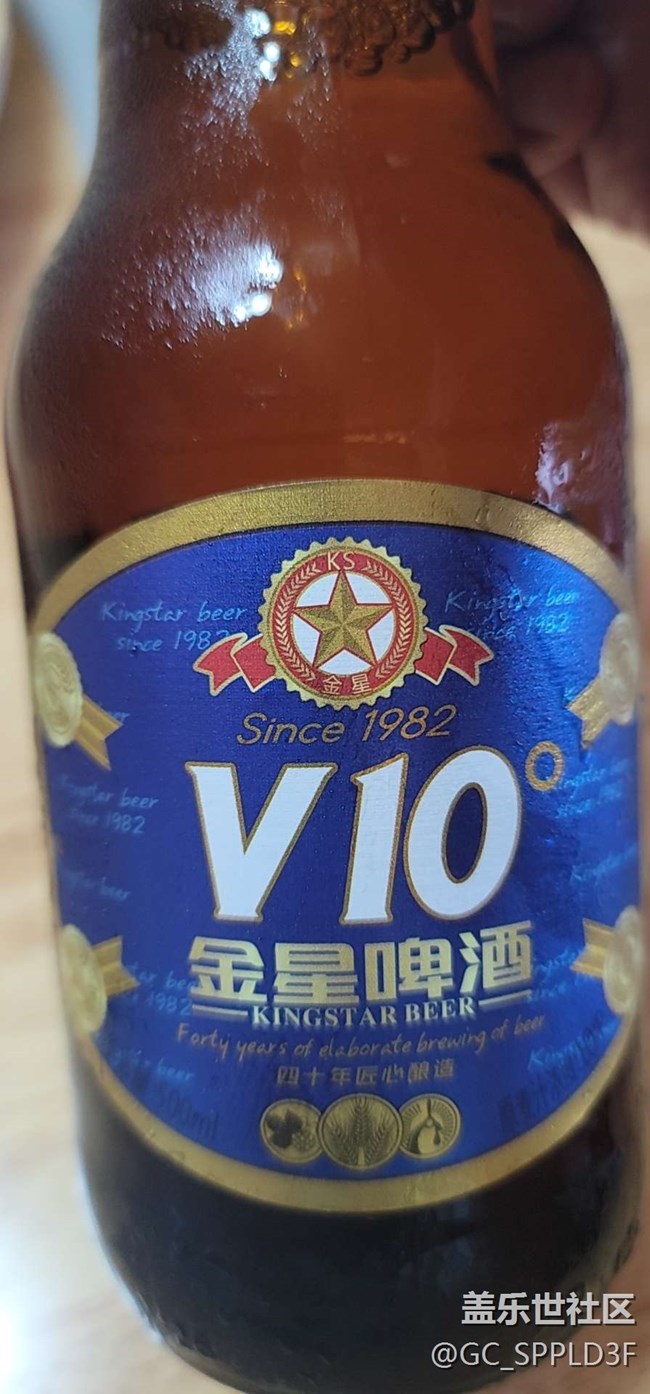 KS
金星
Kingstar beer
since 1982
Kingstar beer
since 1982
Since 1982
V10°
金星啤酒
KINGSTAR BEER
Forty years of elaborate brewing of beer
四十年匠心酿造
500ml
盖乐世社区
@GC_SPPLD3F